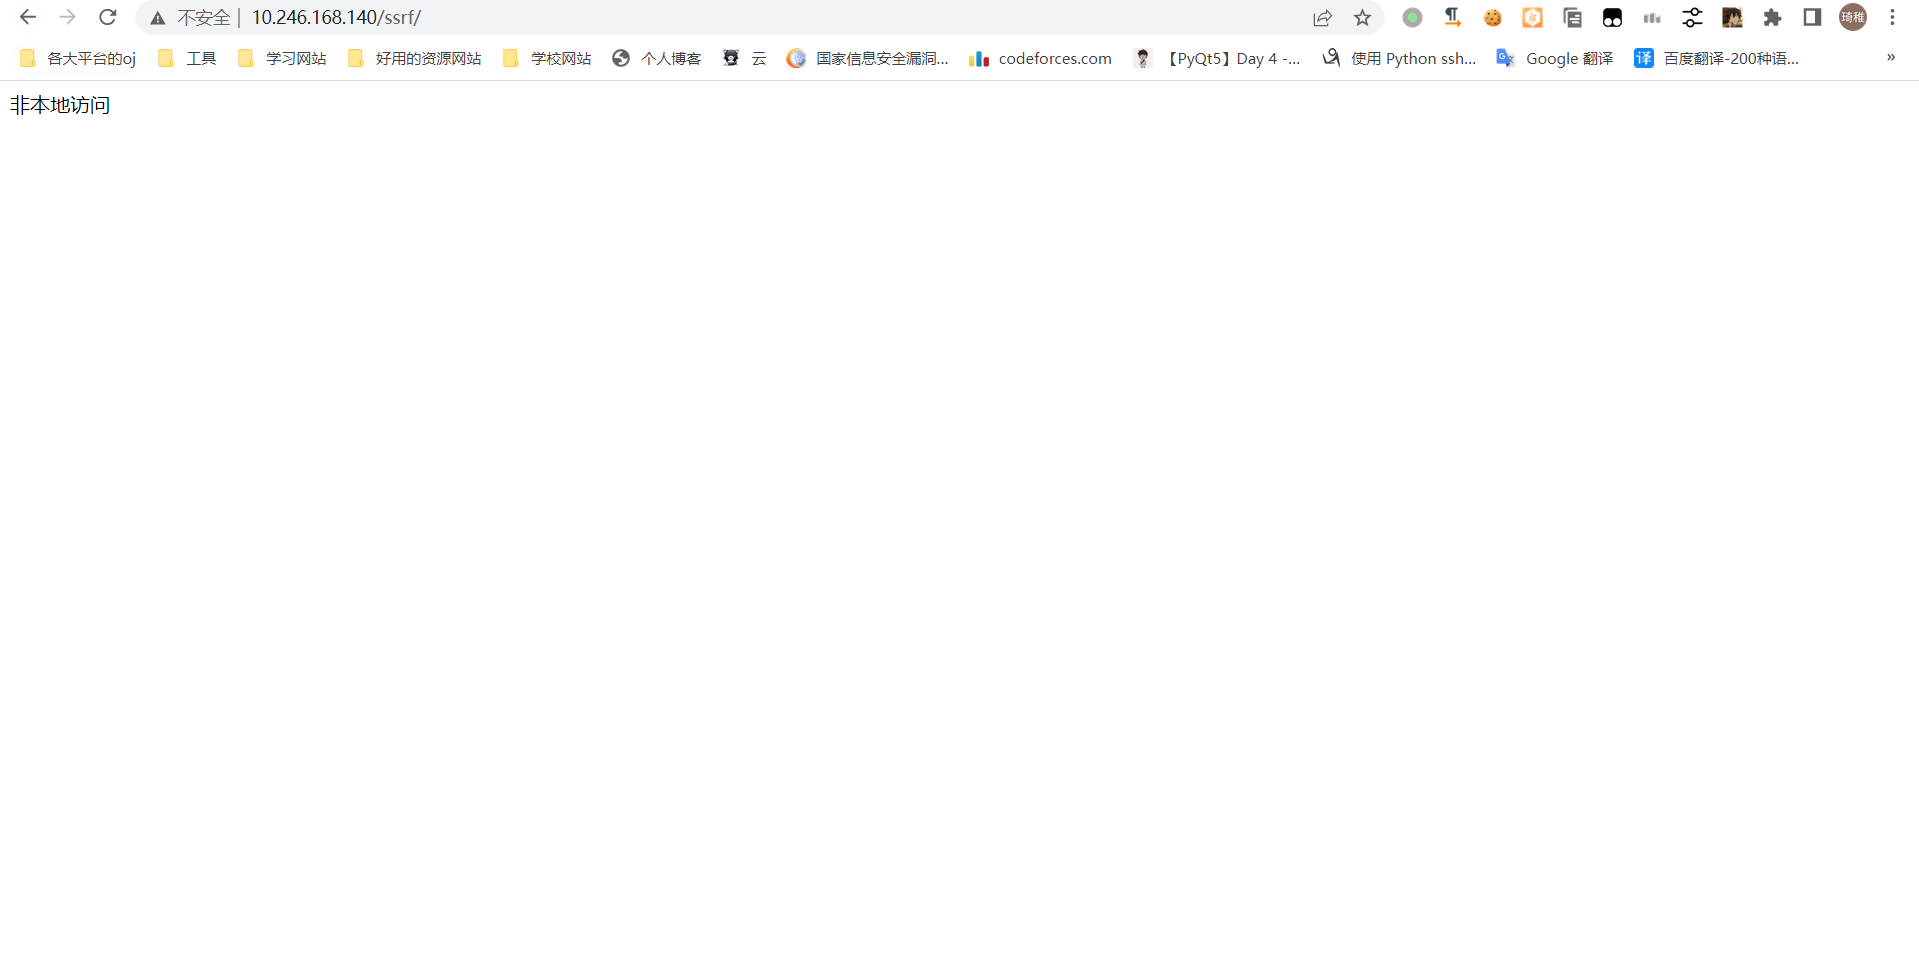 不安全 | 10.246.168.140/ssrf/ 琦稚
各大平台的oj 工具 学习网站 好用的资源网站 学校网站 个人博客 云 国家信息安全漏洞... codeforces.com 【PyQt5】Day 4 -... 使用 Python ssh... Google 翻译 译 百度翻译-200种语... »
非本地访问